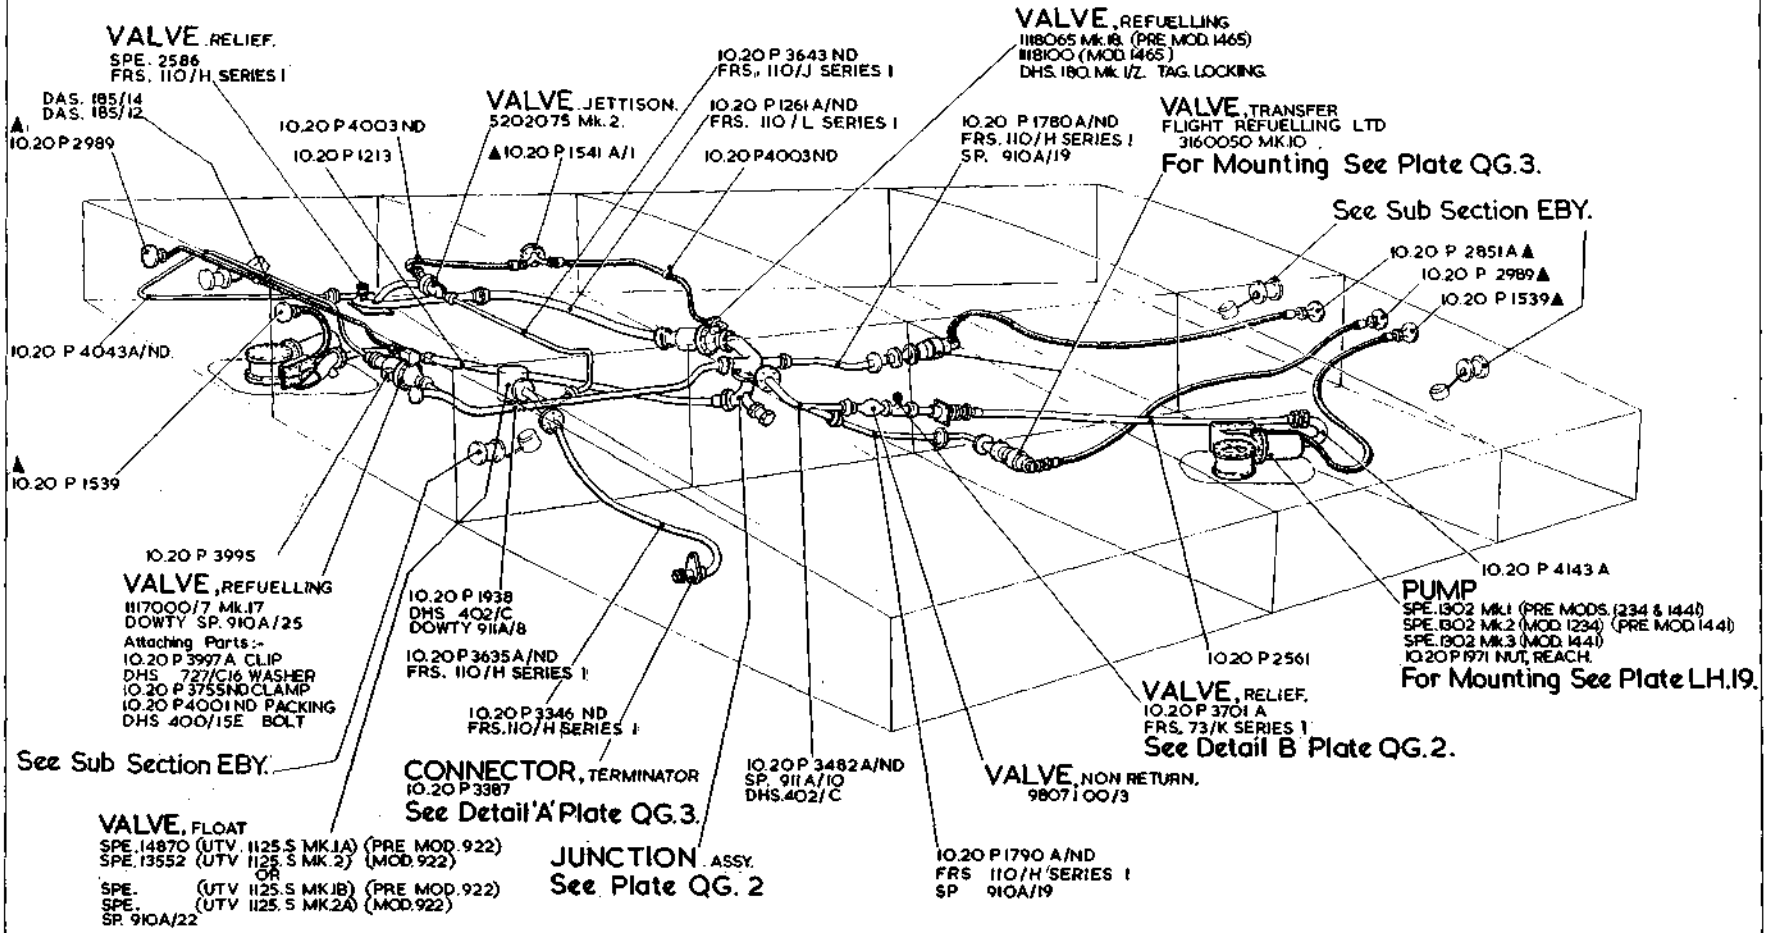 VALVE, RELIEF.
SPE. 2586
FRS. 110/H SERIES 1
DAS. 185/14
DAS. 185/12
▲
10.20 P 2989
10.20 P 4003 ND
10.20 P 1213
VALVE, JETTISON.
5202075 Mk. 2.
▲ 10.20 P 1541 A/1
10.20 P 3643 ND
FRS. 110/J SERIES 1
10.20 P 1261 A/ND
FRS. 110/L SERIES 1
10.20 P4003ND
VALVE, REFUELLING
1118065 Mk.18. (PRE MOD. 1465)
1118100 (MOD. 1465)
DHS. 180. Mk. 1/Z. TAG. LOCKING.
10.20 P 1780 A/ND
FRS. 110/H SERIES 1
SP. 910A/19
VALVE, TRANSFER
FLIGHT REFUELLING LTD
3160050 MK.10
For Mounting See Plate QG.3.
See Sub Section EBY.
10.20 P 2851A ▲
10.20 P 2989 ▲
10.20 P 1539 ▲
10.20 P 4043A/ND.
▲
10.20 P 1539
10.20 P 3995
VALVE, REFUELLING
1117000/7 Mk.17
DOWTY SP. 910A/25
Attaching Parts:-
10.20 P 3997 A CLIP
DHS 727/C16 WASHER
10.20 P 3755 ND CLAMP
10.20 P4001 ND PACKING
DHS 400/15E BOLT
See Sub Section EBY.
VALVE, FLOAT
SPE. 14870 (UTV. 1125.S MK.1A) (PRE MOD. 922)
SPE. 13552 (UTV 1125.S MK.2) (MOD. 922)
OR
SPE. (UTV 1125.S MK.1B) (PRE MOD. 922)
SPE. (UTV 1125.S MK.2A) (MOD. 922)
SP. 910A/22
10.20 P 1938
DHS 402/C
DOWTY 911A/8
10.20 P 3635 A/ND
FRS. 110/H SERIES 1
10.20 P 3346 ND
FRS. 110/H SERIES 1
CONNECTOR, TERMINATOR
10.20 P 3387
See Detail 'A' Plate QG.3.
JUNCTION ASSY.
See Plate QG. 2
10.20 P 3482 A/ND
SP. 911A/10
DHS. 402/C
VALVE, NON RETURN.
9807100/3
10.20 P 1790 A/ND
FRS 110/H SERIES 1
SP 910A/19
10.20 P 2561
VALVE, RELIEF.
10.20 P 3701 A
FRS. 73/K SERIES 1
See Detail B Plate QG.2.
10.20 P 4143 A
PUMP
SPE. 1302 Mk.1 (PRE MODS. 1234 & 1441)
SPE. 1302 Mk.2 (MOD. 1234) (PRE MOD 1441)
SPE. 1302 Mk.3 (MOD. 1441)
10.20 P 1971 NUT, REACH.
For Mounting See Plate LH.19.